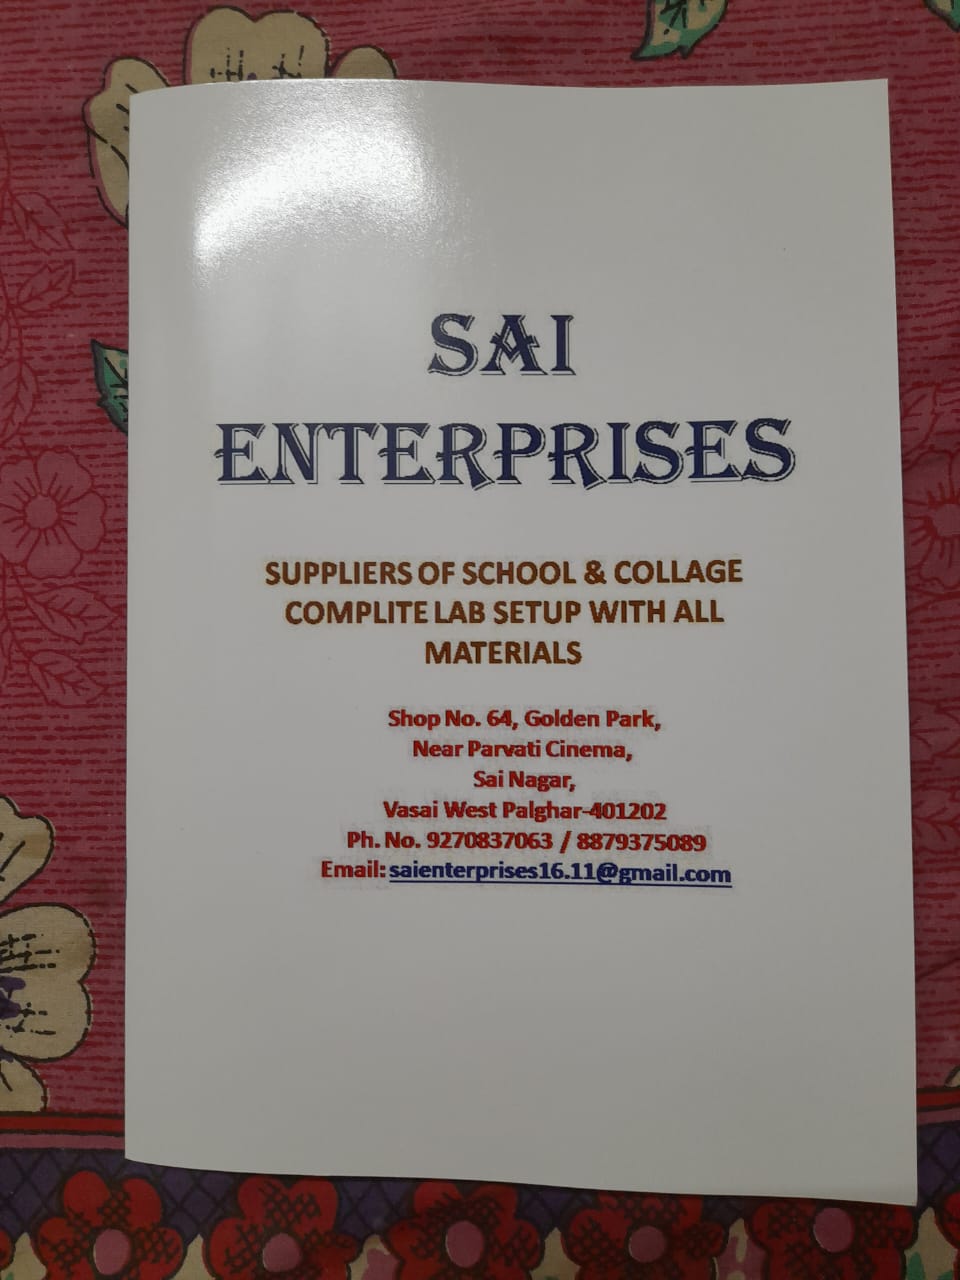 SAI
ENTERPRISES
SUPPLIERS OF SCHOOL & COLLAGE
COMPLITE LAB SETUP WITH ALL
MATERIALS
Shop No. 64, Golden Park,
Near Parvati Cinema,
Sai Nagar,
Vasai West Palghar-401202
Ph. No. 9270837063 / 8879375089
Email: saienterprises16.11@gmail.com